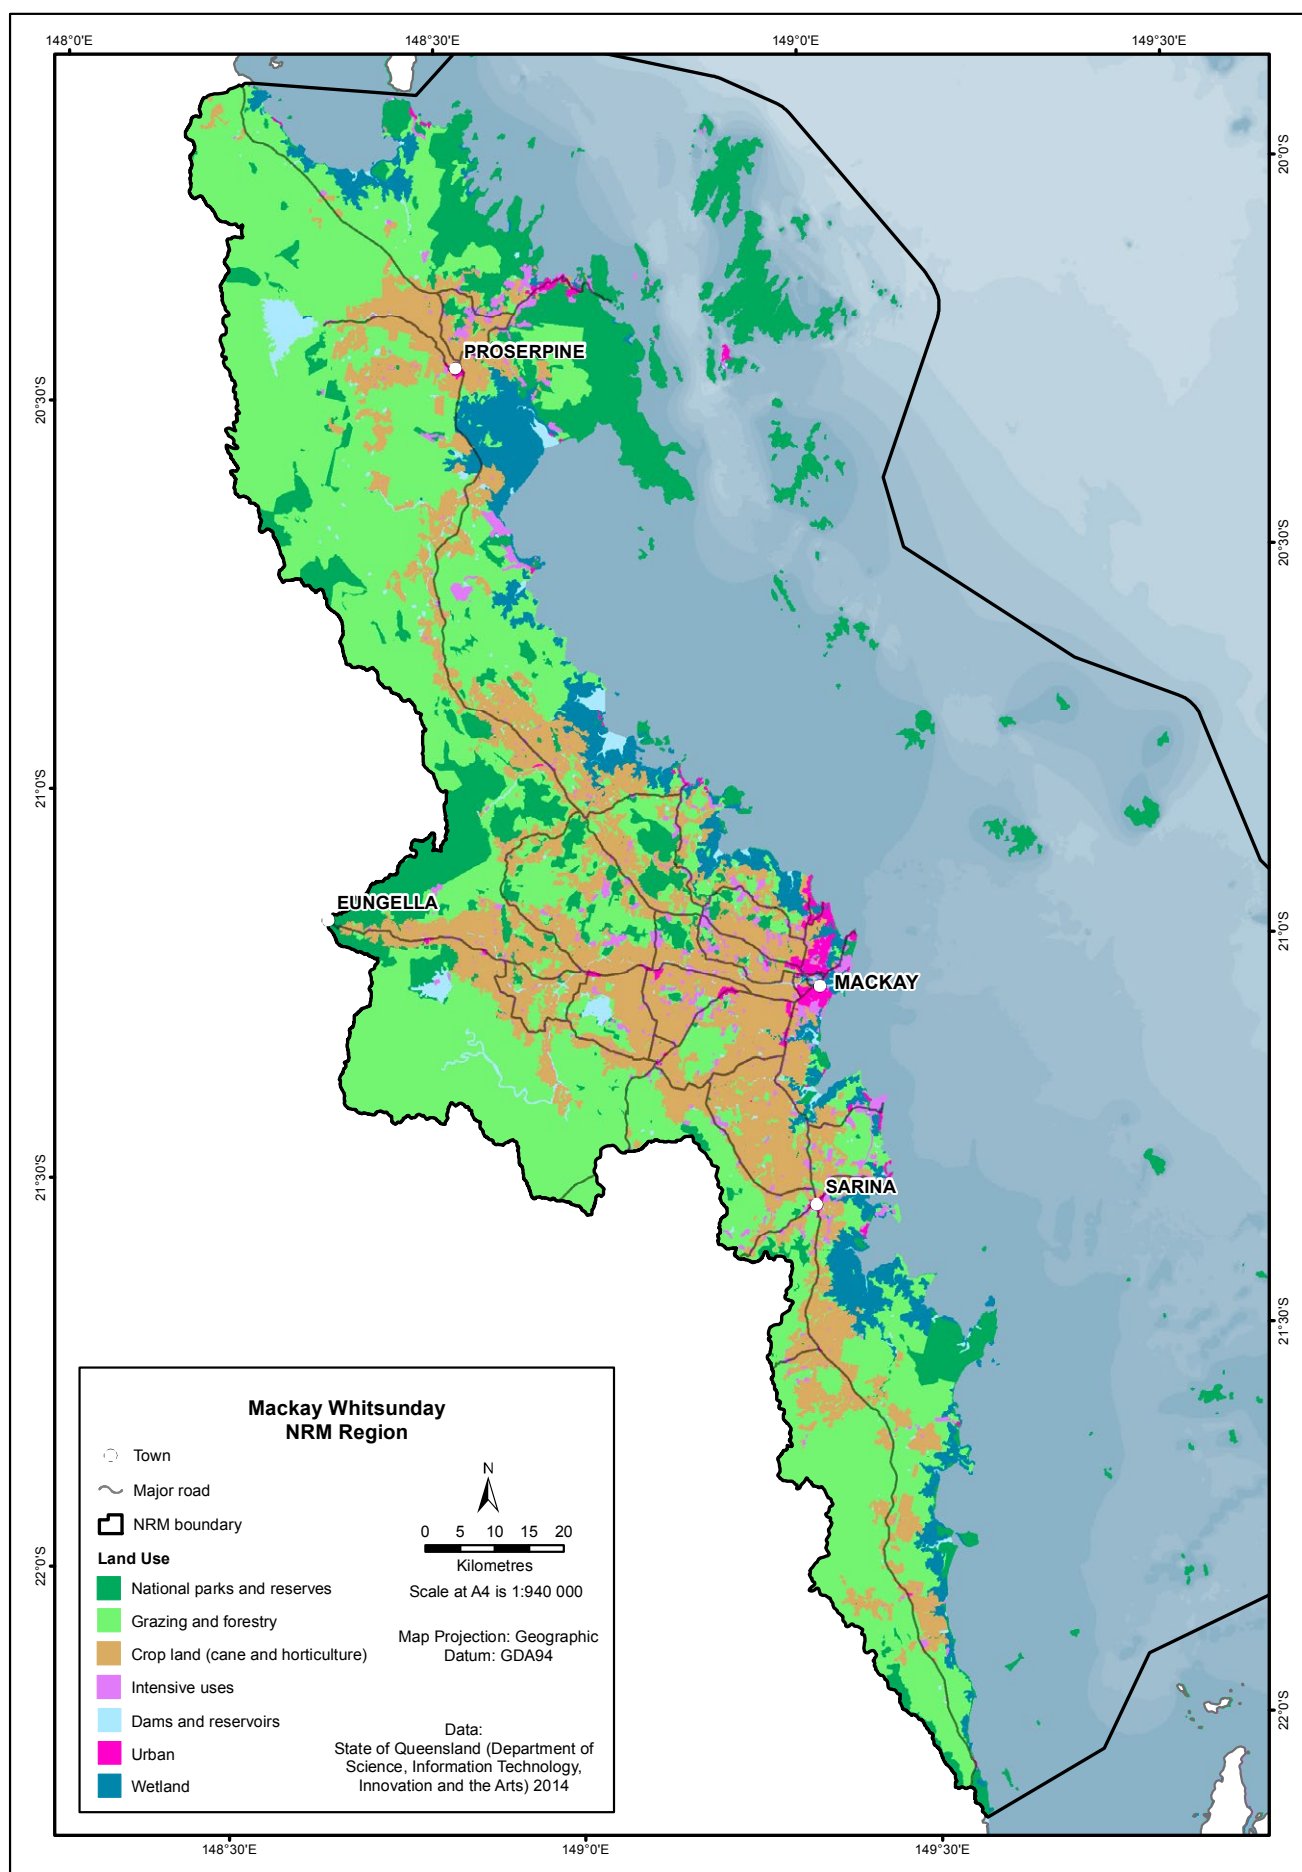 148°0'E
148°30'E
149°0'E
149°30'E
20°0'S
PROSERPINE
20°30'S
20°30'S
21°0'S
EUNGELLA
21°0'S
MACKAY
21°30'S
SARINA
21°30'S
Mackay Whitsunday
NRM Region
Town
Major road
NRM boundary
N
0 5 10 15 20
Kilometres
Scale at A4 is 1:940 000
Map Projection: Geographic
Datum: GDA94
Land Use
National parks and reserves
Grazing and forestry
Crop land (cane and horticulture)
Intensive uses
Dams and reservoirs
Urban
Wetland
Data:
State of Queensland (Department of
Science, Information Technology,
Innovation and the Arts) 2014
22°0'S
22°0'S
148°30'E
149°0'E
149°30'E